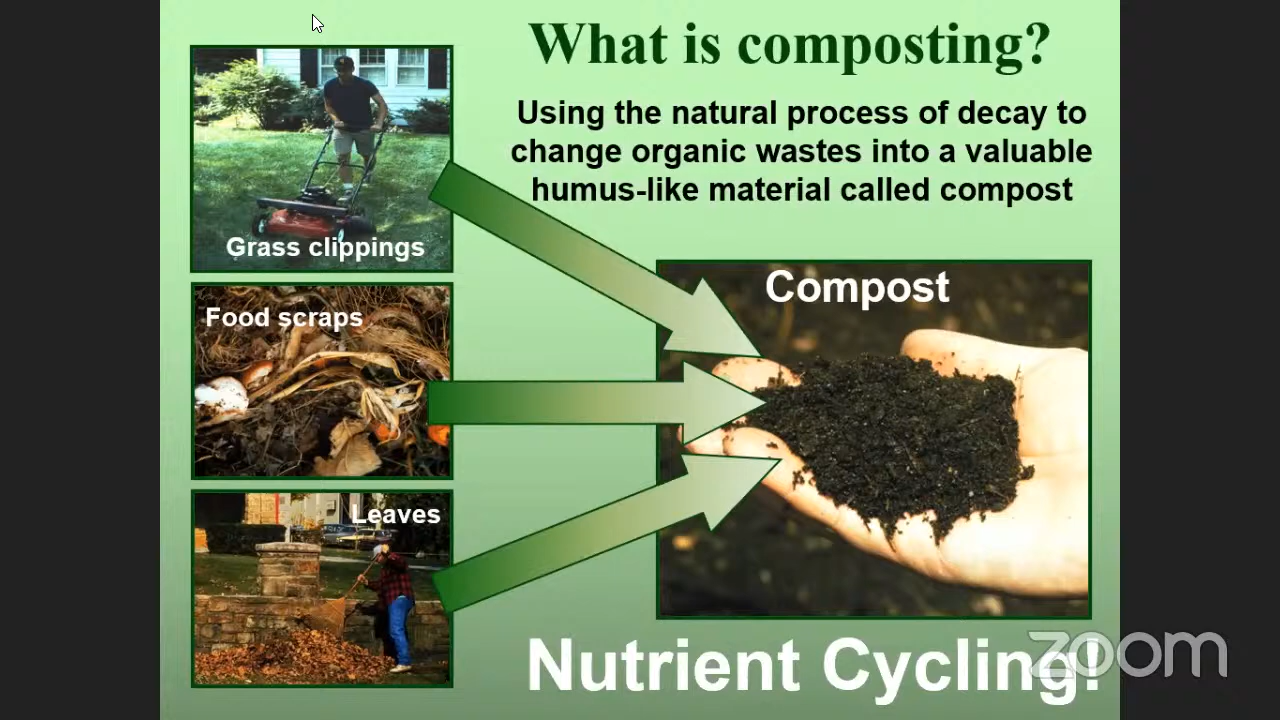 What is composting?
Using the natural process of decay to
change organic wastes into a valuable
humus-like material called compost
Grass clippings
Food scraps
Leaves
Compost
Nutrient Cycling!
zoom